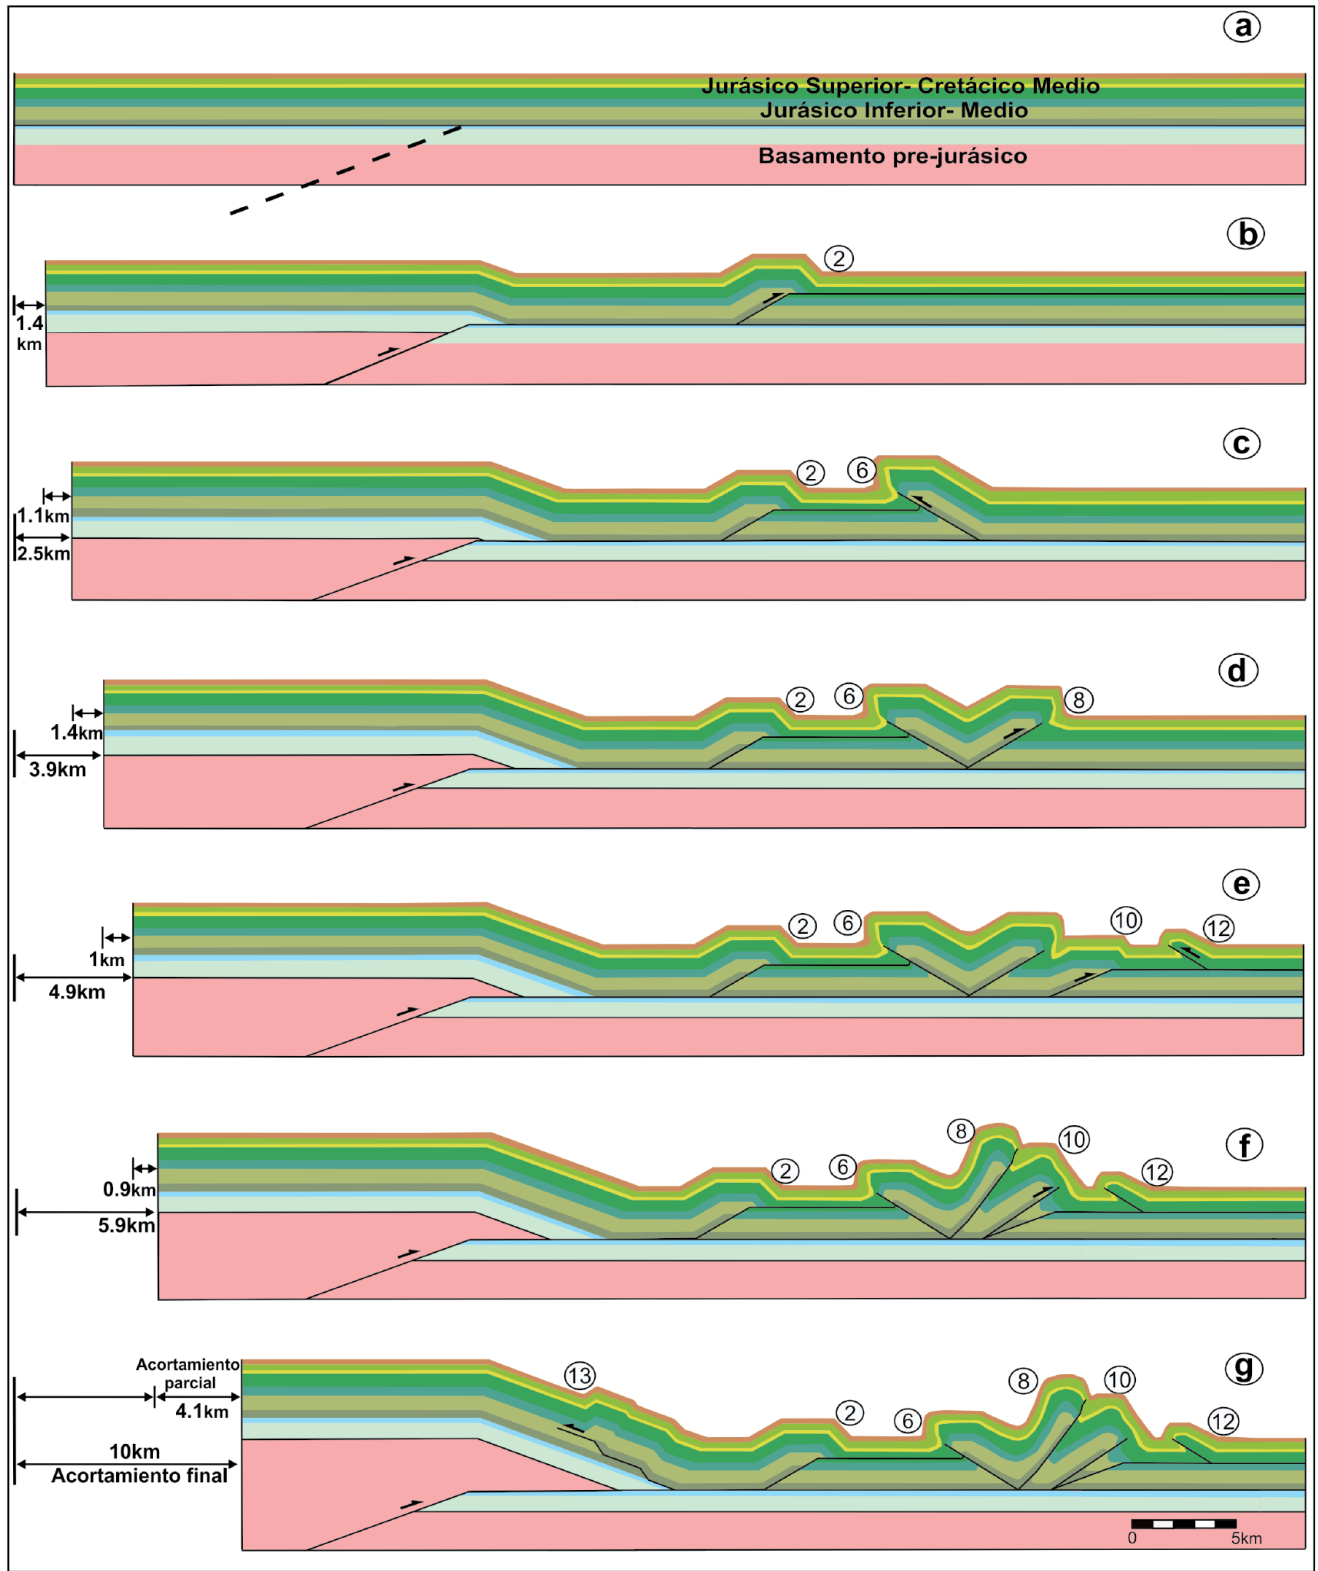 a
Jurásico Superior- Cretácico Medio
Jurásico Inferior- Medio
Basamento pre-jurásico
b
2
1.4
km
c
2
6
1.1km
2.5km
d
2
6
8
1.4km
3.9km
e
2
6
10
12
1km
4.9km
f
8
10
2
6
12
0.9km
5.9km
g
Acortamiento
parcial
4.1km
13
8
10
2
6
12
10km
Acortamiento final
0
5km